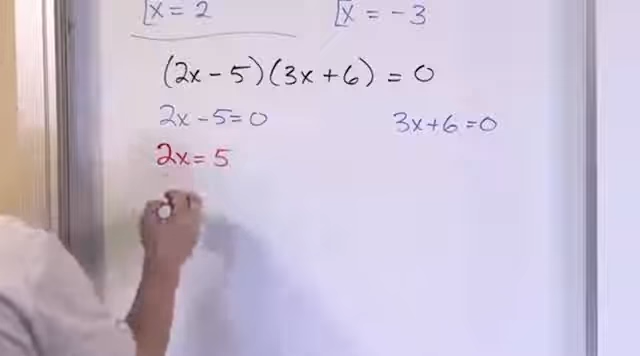 x = 2 x = -3
(2x - 5)(3x + 6) = 0
2x - 5 = 0 3x + 6 = 0
2x = 5